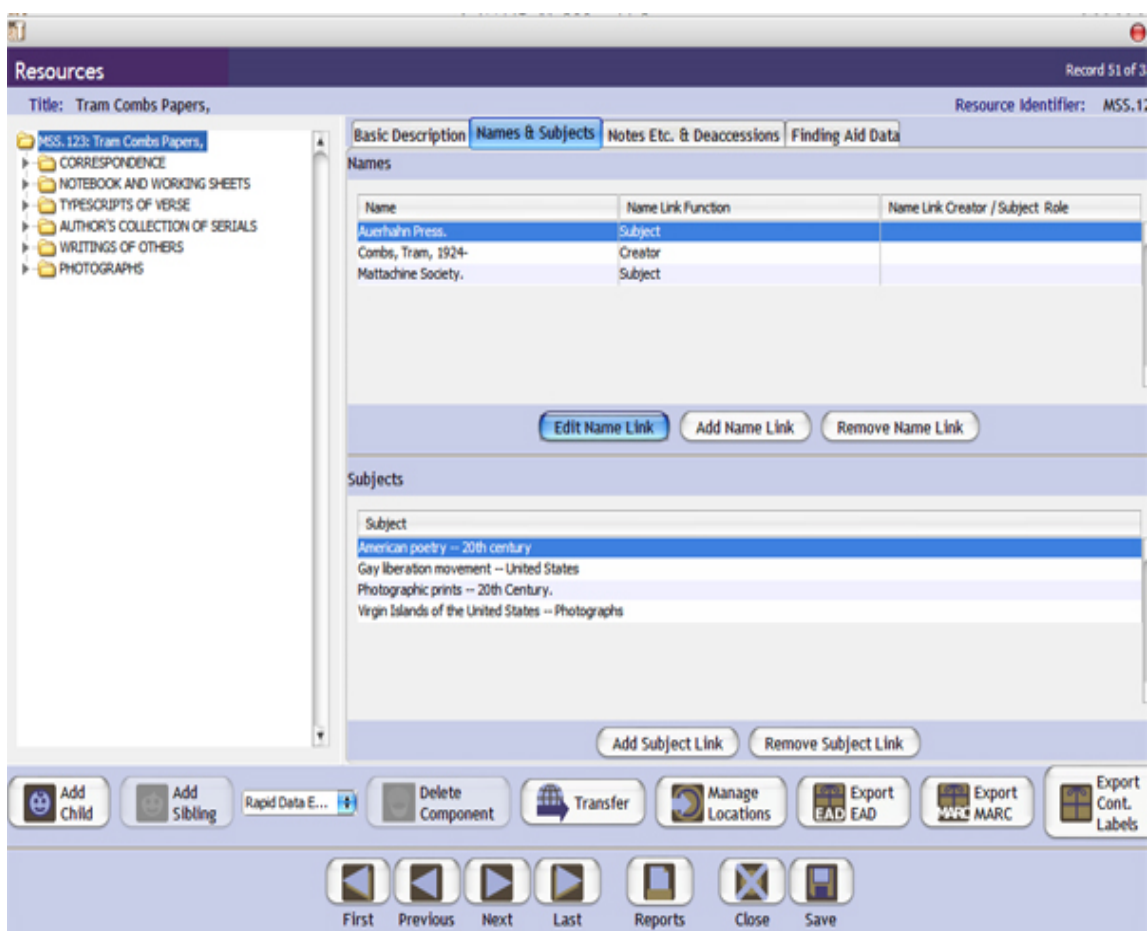 Resources
Record 51 of 3
Title: Tram Combs Papers,
Resource Identifier: MSS.12
MSS.123: Tram Combs Papers,
CORRESPONDENCE
NOTEBOOK AND WORKING SHEETS
TYPESCRIPTS OF VERSE
AUTHOR'S COLLECTION OF SERIALS
WRITINGS OF OTHERS
PHOTOGRAPHS
Basic Description Names & Subjects Notes Etc. & Deaccessions Finding Aid Data
Names
Name Name Link Function Name Link Creator / Subject Role
Auerhahn Press. Subject
Combs, Tram, 1924- Creator
Mattachine Society. Subject
Edit Name Link Add Name Link Remove Name Link
Subjects
Subject
American poetry -- 20th century
Gay liberation movement -- United States
Photographic prints -- 20th Century.
Virgin Islands of the United States -- Photographs
Add Subject Link Remove Subject Link
Add Child
Add Sibling
Rapid Data E...
Delete Component
Transfer
Manage Locations
EAD Export EAD
MARC Export MARC
Export Cont. Labels
First Previous Next Last Reports Close Save